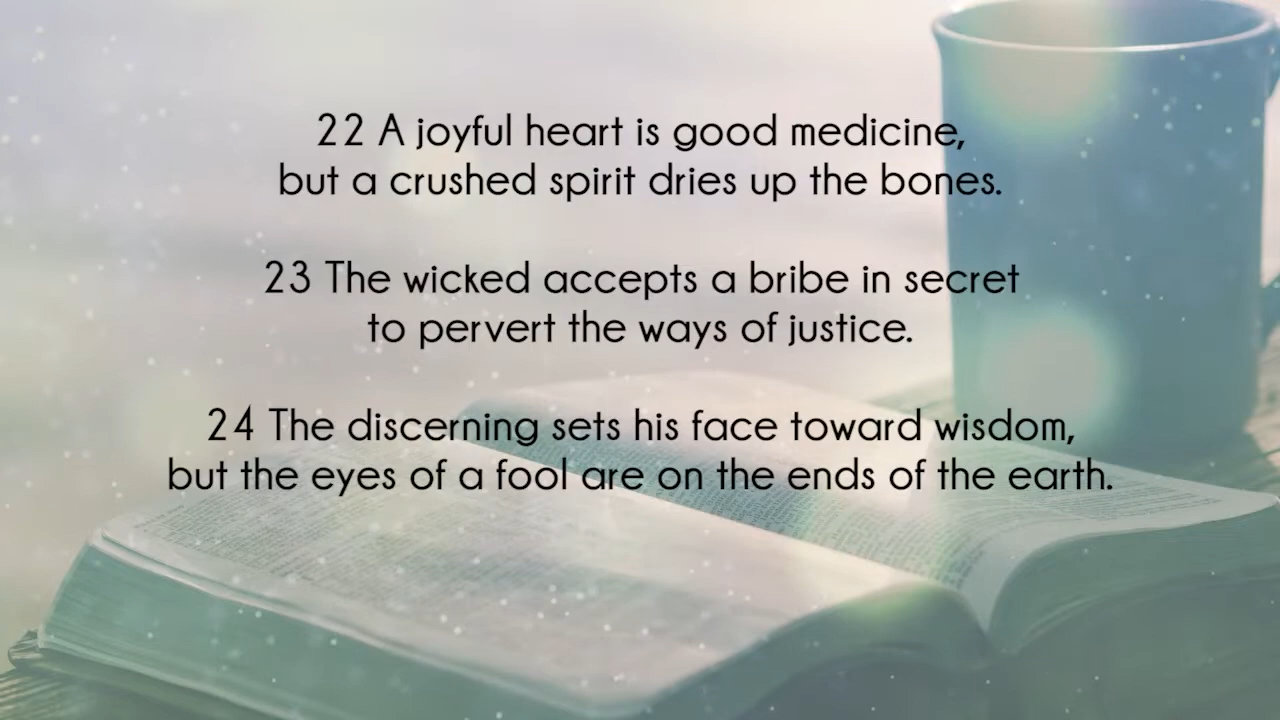 22 A joyful heart is good medicine,
but a crushed spirit dries up the bones.
23 The wicked accepts a bribe in secret
to pervert the ways of justice.
24 The discerning sets his face toward wisdom,
but the eyes of a fool are on the ends of the earth.